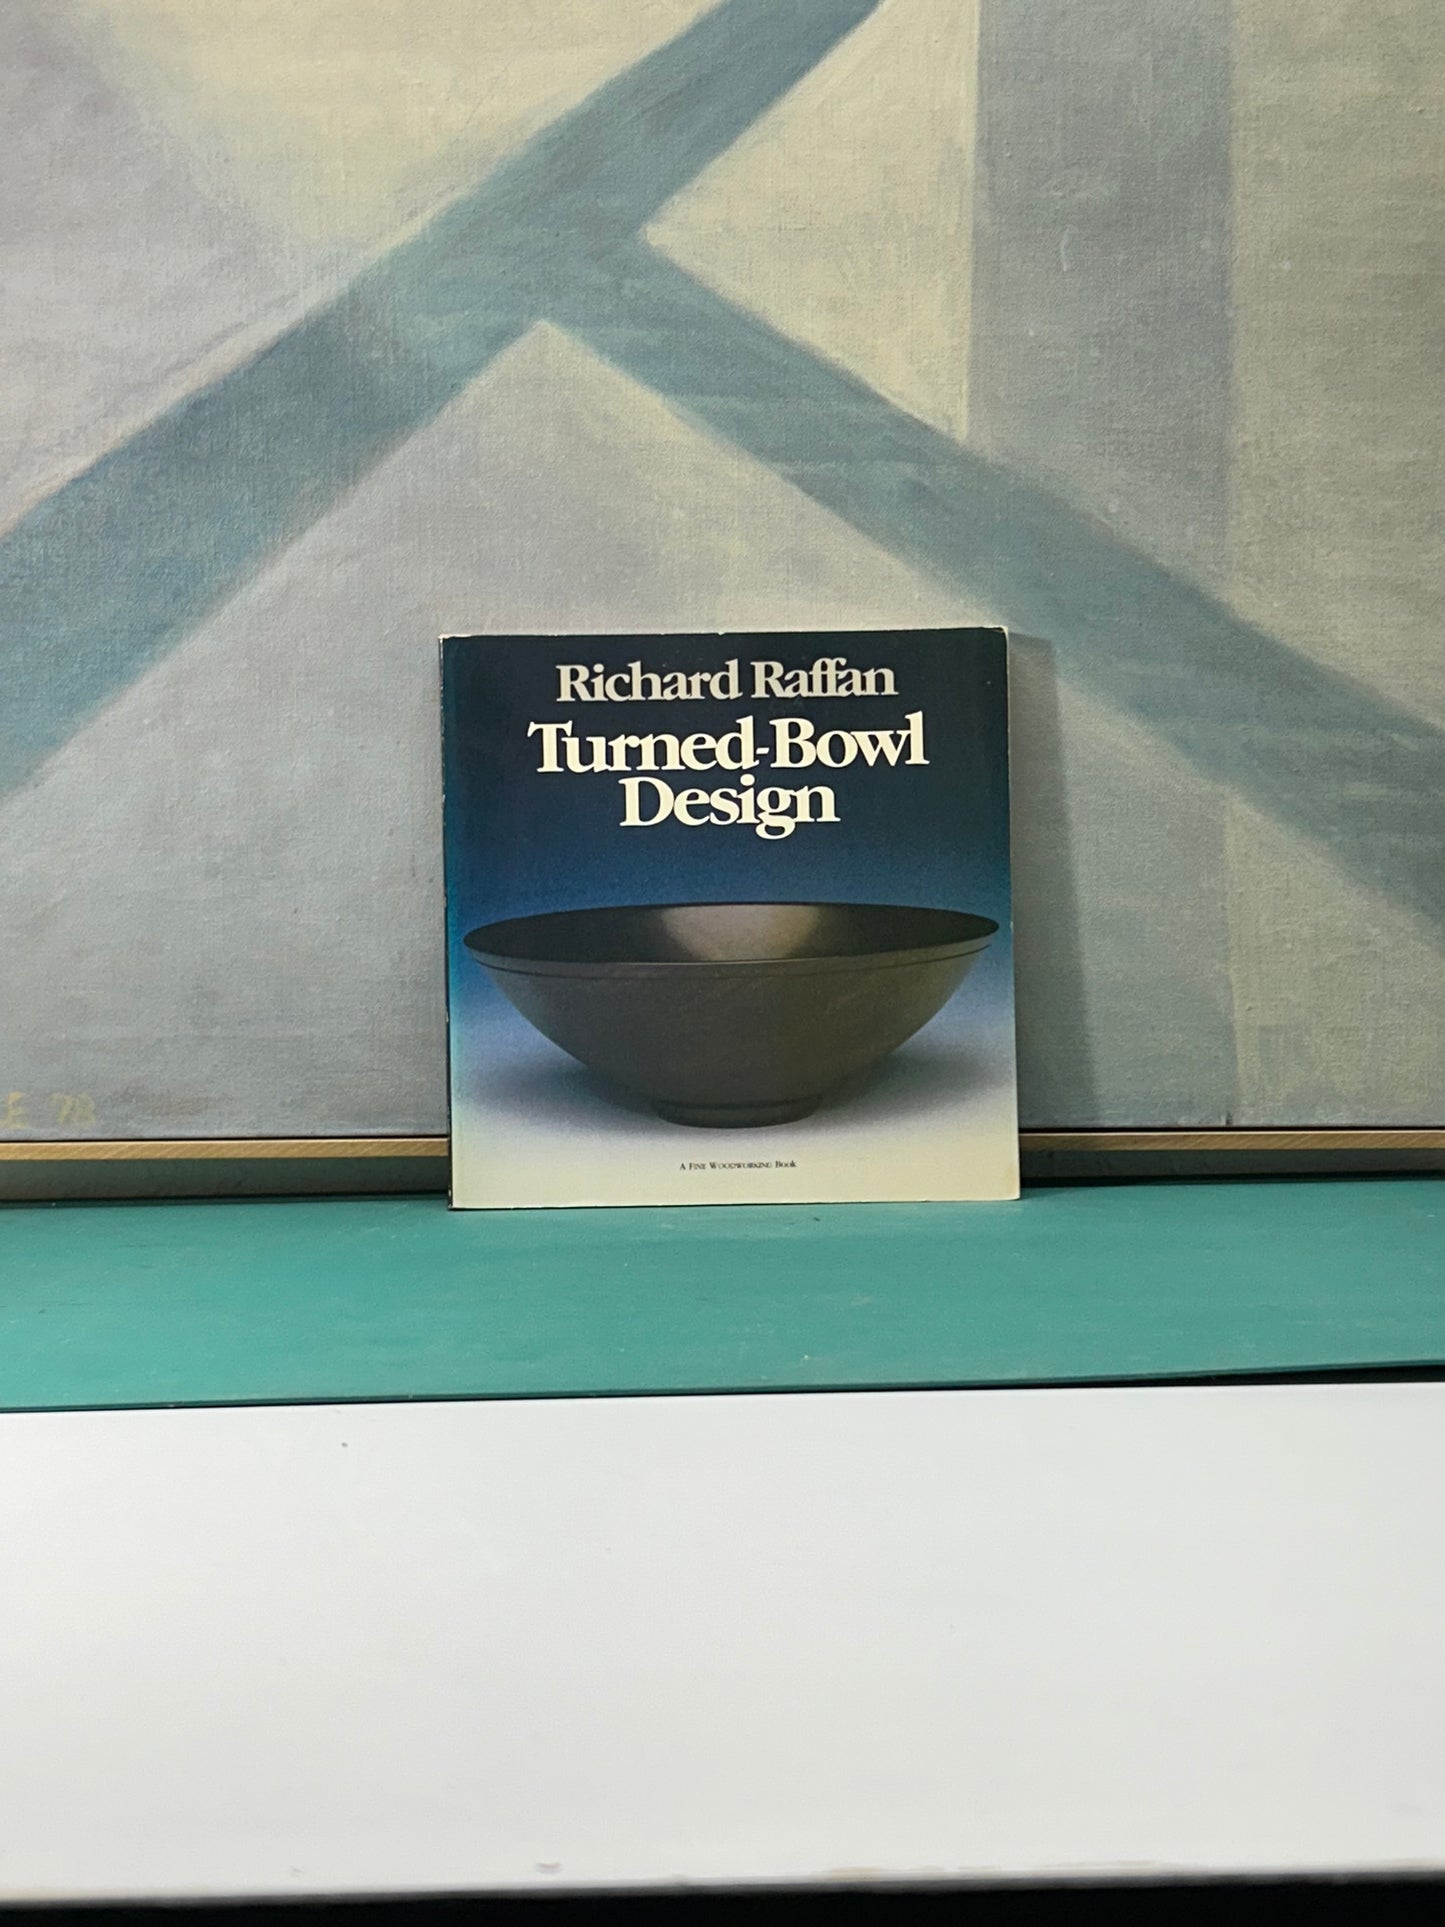 Richard Raffan
Turned-Bowl
Design
A Fine Woodworking Book